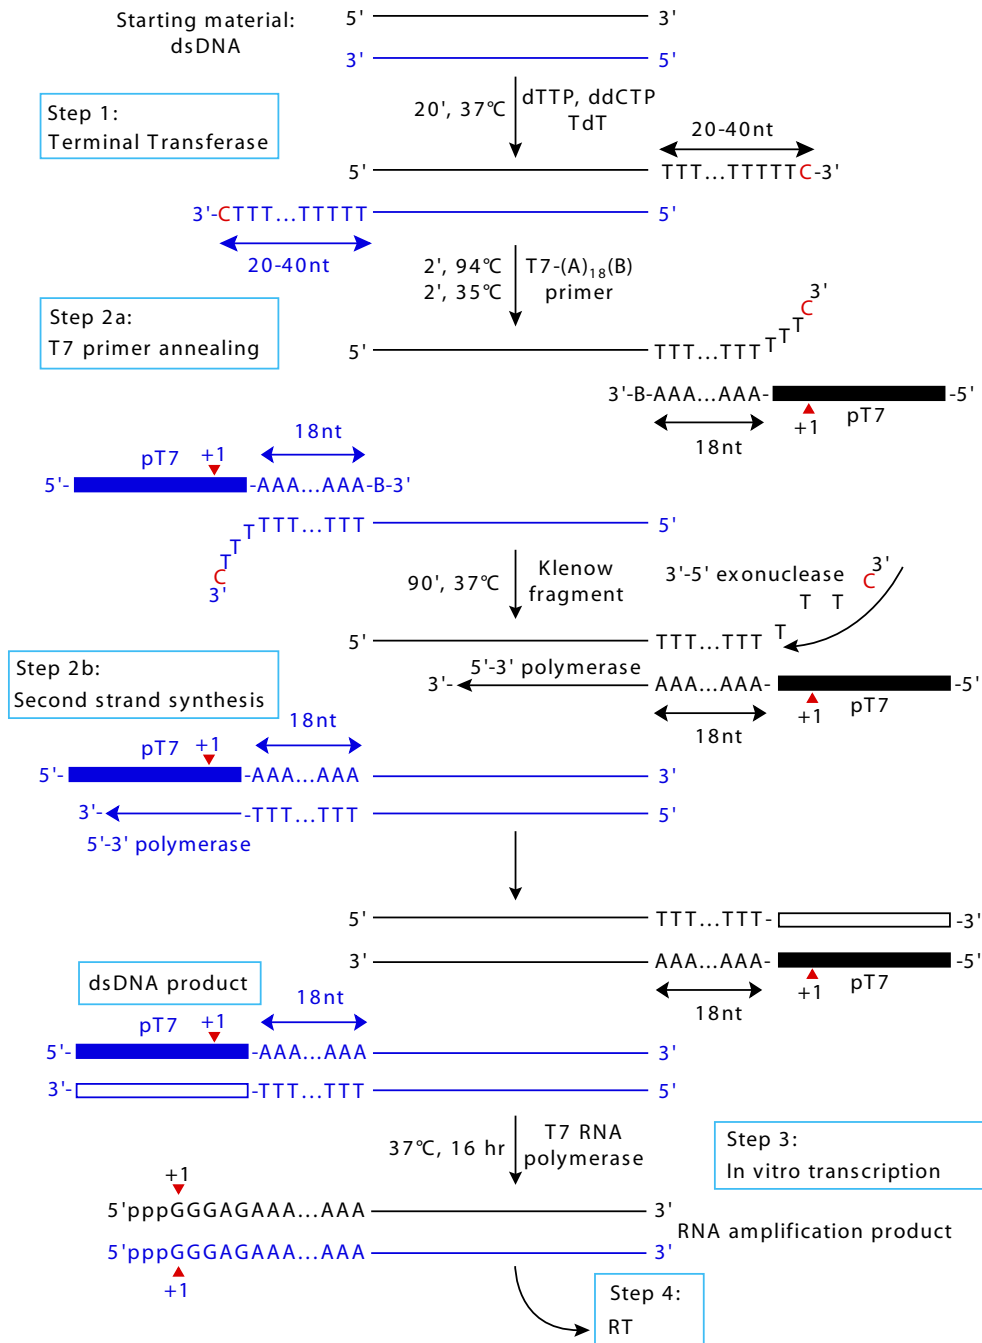 Starting material:
dsDNA
5' 3'
3' 5'
Step 1:
Terminal Transferase
20', 37℃
dTTP, ddCTP
TdT
20-40nt
5' TTT...TTTTTC-3'
3'-CTTT...TTTTT 5'
20-40nt
2', 94℃
2', 35℃
T7-(A)18(B)
primer
Step 2a:
T7 primer annealing
5' TTT...TTTTTTC3'
3'-B-AAA...AAA- -5'
+1 pT7
18nt
18nt
pT7 +1
5'- -AAA...AAA-B-3'
TTT...TTT 5'
T
T
T
C
3'
90', 37℃
Klenow
fragment
3'-5' exonuclease
C3'
T T
T
5' TTT...TTT
5'-3' polymerase
3'- AAA...AAA- -5'
+1 pT7
18nt
Step 2b:
Second strand synthesis
18nt
pT7 +1
5'- -AAA...AAA 3'
3'- -TTT...TTT 5'
5'-3' polymerase
5' TTT...TTT- -3'
3' AAA...AAA- -5'
+1 pT7
18nt
dsDNA product
18nt
pT7 +1
5'- -AAA...AAA 3'
3'- -TTT...TTT 5'
37℃, 16 hr
T7 RNA
polymerase
Step 3:
In vitro transcription
+1
5'pppGGGAGAAA...AAA 3'
RNA amplification product
5'pppGGGAGAAA...AAA 3'
+1
Step 4:
RT